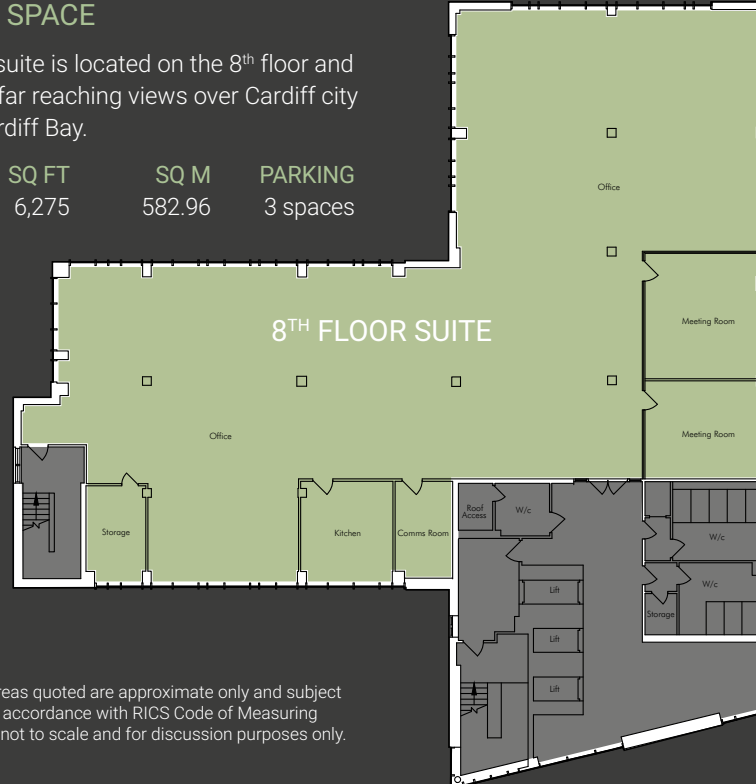 SPACE
suite is located on the 8th floor and
far reaching views over Cardiff city
rdiff Bay.
SQ FT SQ M PARKING
6,275 582.96 3 spaces
Office
Meeting Room
8TH FLOOR SUITE
Meeting Room
Office
Storage
Kitchen
Comms Room
Roof
Access
W/c
W/c
W/c
Storage
Lift
Lift
Lift
reas quoted are approximate only and subject
accordance with RICS Code of Measuring
not to scale and for discussion purposes only.